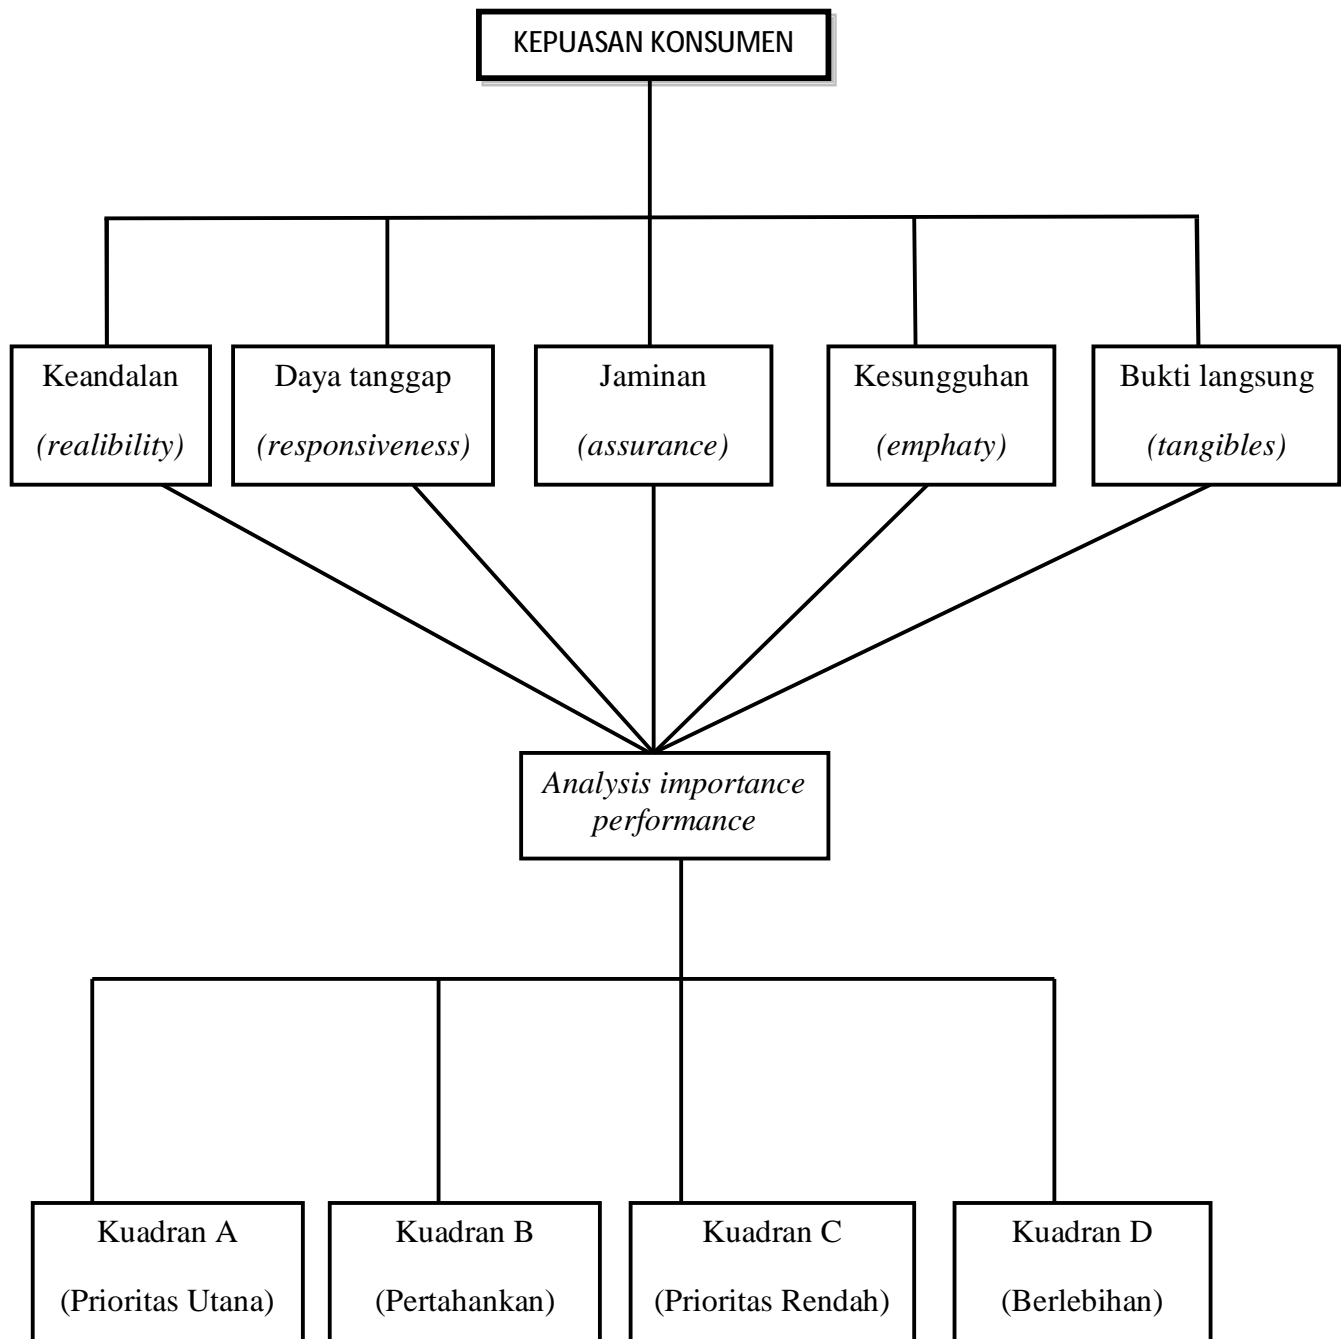 KEPUASAN KONSUMEN
Keandalan
(realibility)
Daya tanggap
(responsiveness)
Jaminan
(assurance)
Kesungguhan
(emphaty)
Bukti langsung
(tangibles)
Analysis importance
performance
Kuadran A
(Prioritas Utana)
Kuadran B
(Pertahankan)
Kuadran C
(Prioritas Rendah)
Kuadran D
(Berlebihan)